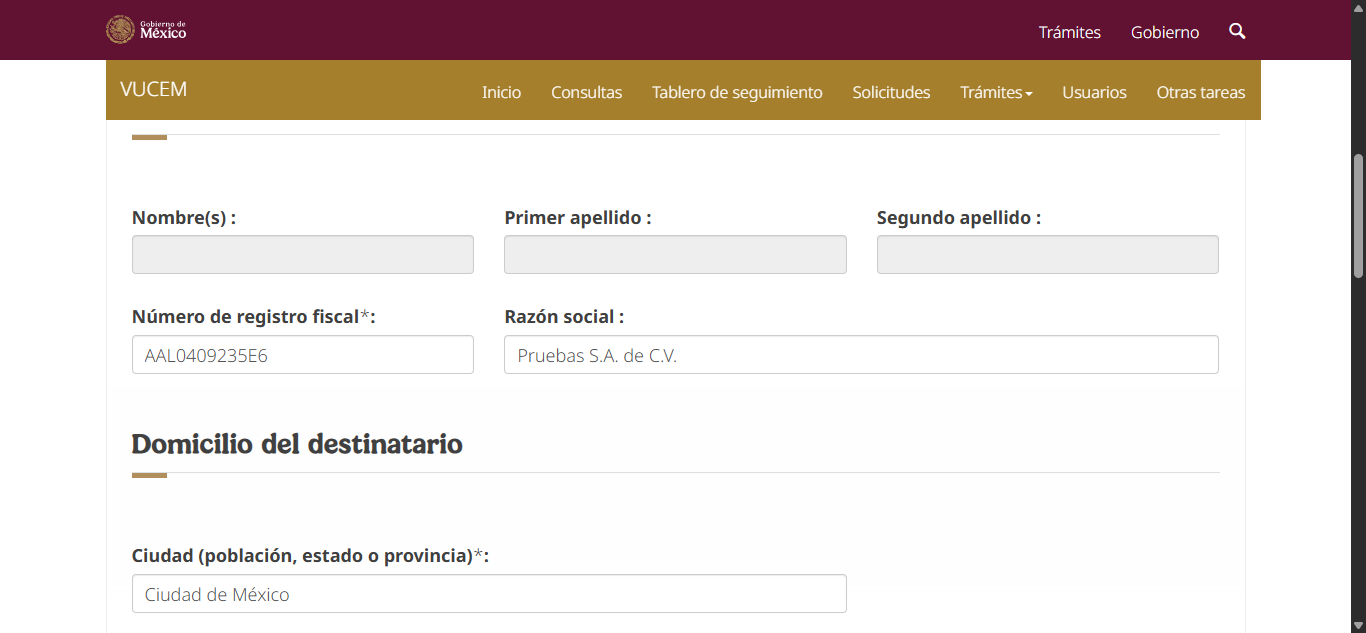 Gobierno de
México
Trámites
Gobierno
VUCEM
Inicio
Consultas
Tablero de seguimiento
Solicitudes
Trámites
Usuarios
Otras tareas
Nombre(s) :
Primer apellido :
Segundo apellido :
Número de registro fiscal*:
Razón social :
AAL0409235E6
Pruebas S.A. de C.V.
Domicilio del destinatario
Ciudad (población, estado o provincia)*:
Ciudad de México